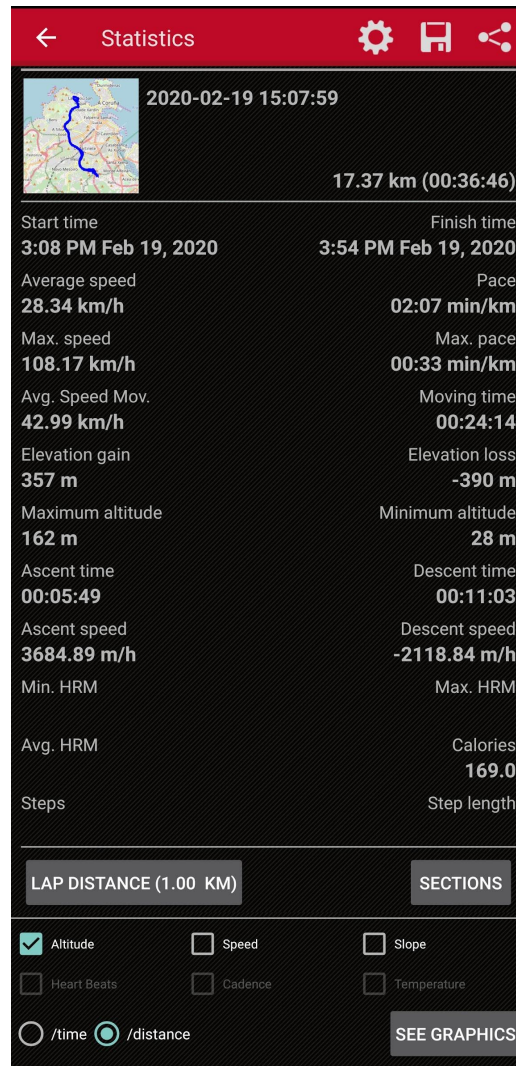 Statistics
2020-02-19 15:07:59
17.37 km (00:36:46)
Start time Finish time
3:08 PM Feb 19, 2020 3:54 PM Feb 19, 2020
Average speed Pace
28.34 km/h 02:07 min/km
Max. speed Max. pace
108.17 km/h 00:33 min/km
Avg. Speed Mov. Moving time
42.99 km/h 00:24:14
Elevation gain Elevation loss
357 m -390 m
Maximum altitude Minimum altitude
162 m 28 m
Ascent time Descent time
00:05:49 00:11:03
Ascent speed Descent speed
3684.89 m/h -2118.84 m/h
Min. HRM Max. HRM
Avg. HRM Calories
169.0
Steps Step length
LAP DISTANCE (1.00 KM) SECTIONS
Altitude Speed Slope
Heart Beats Cadence Temperature
/time /distance SEE GRAPHICS